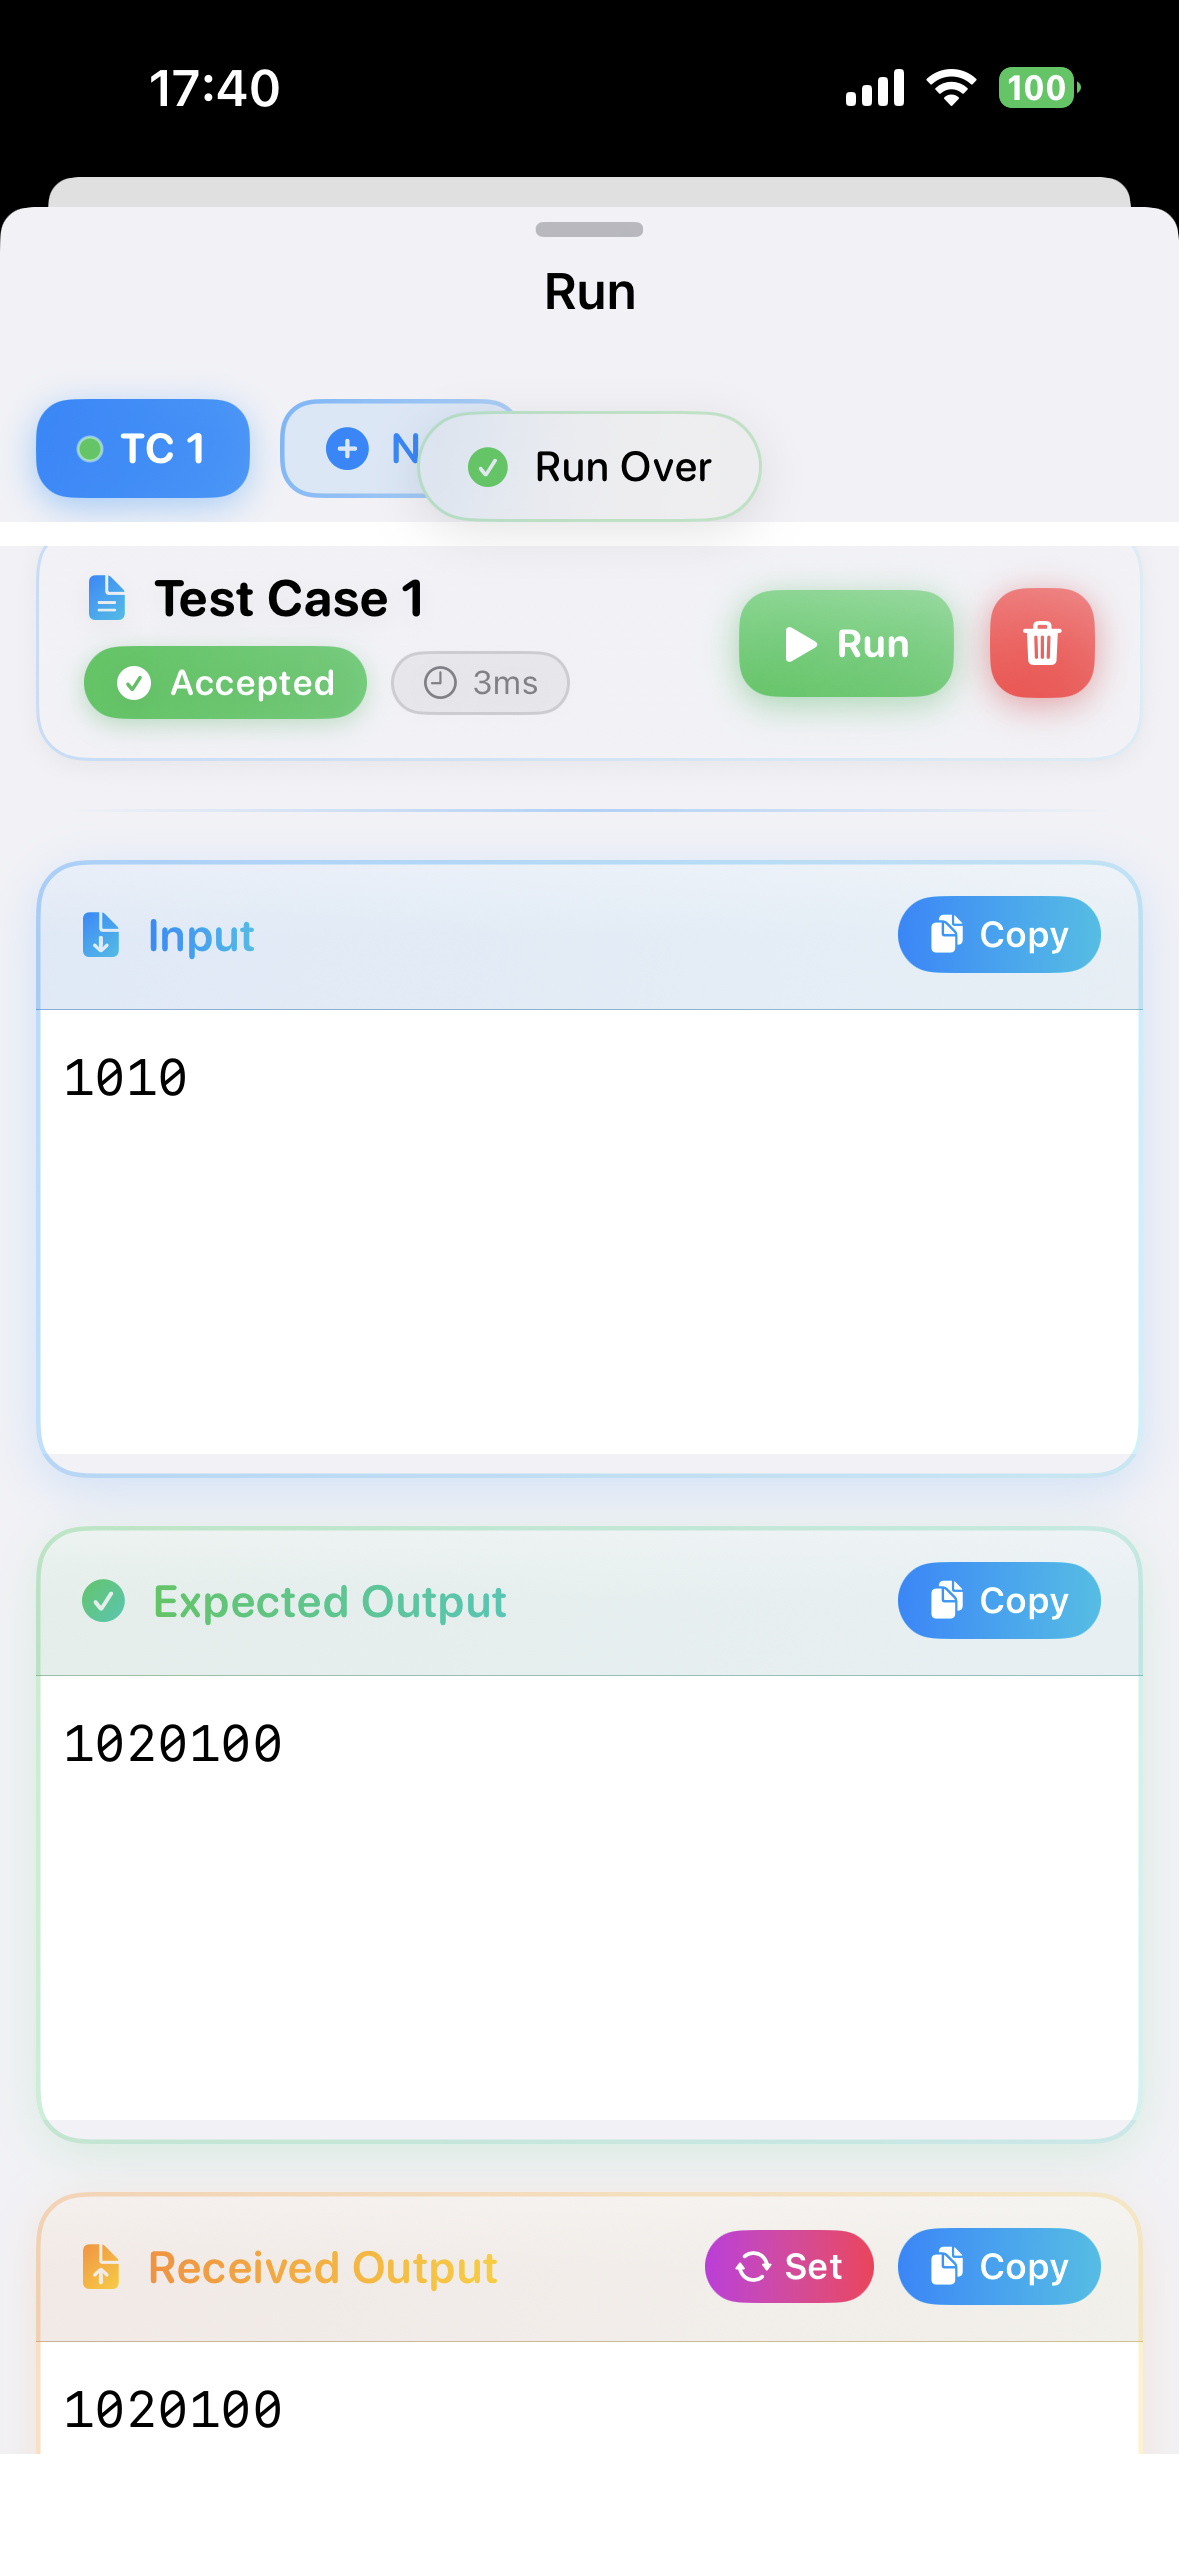 17:40
100
Run
TC 1
Run Over
Test Case 1
Run
Accepted
3ms
Input
Copy
1010
Expected Output
Copy
1020100
Received Output
Set
Copy
1020100